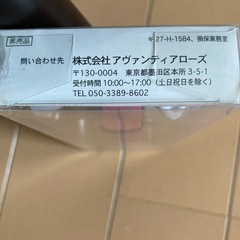 非売品
キ27-H-1584、損保業務室
問い合わせ先 株式会社 アヴァンティアローズ
〒130-0004 東京都墨田区本所 3-5-1
受付時間 10:00~17:00（土日祝日を除く）
TEL 050-3389-8602